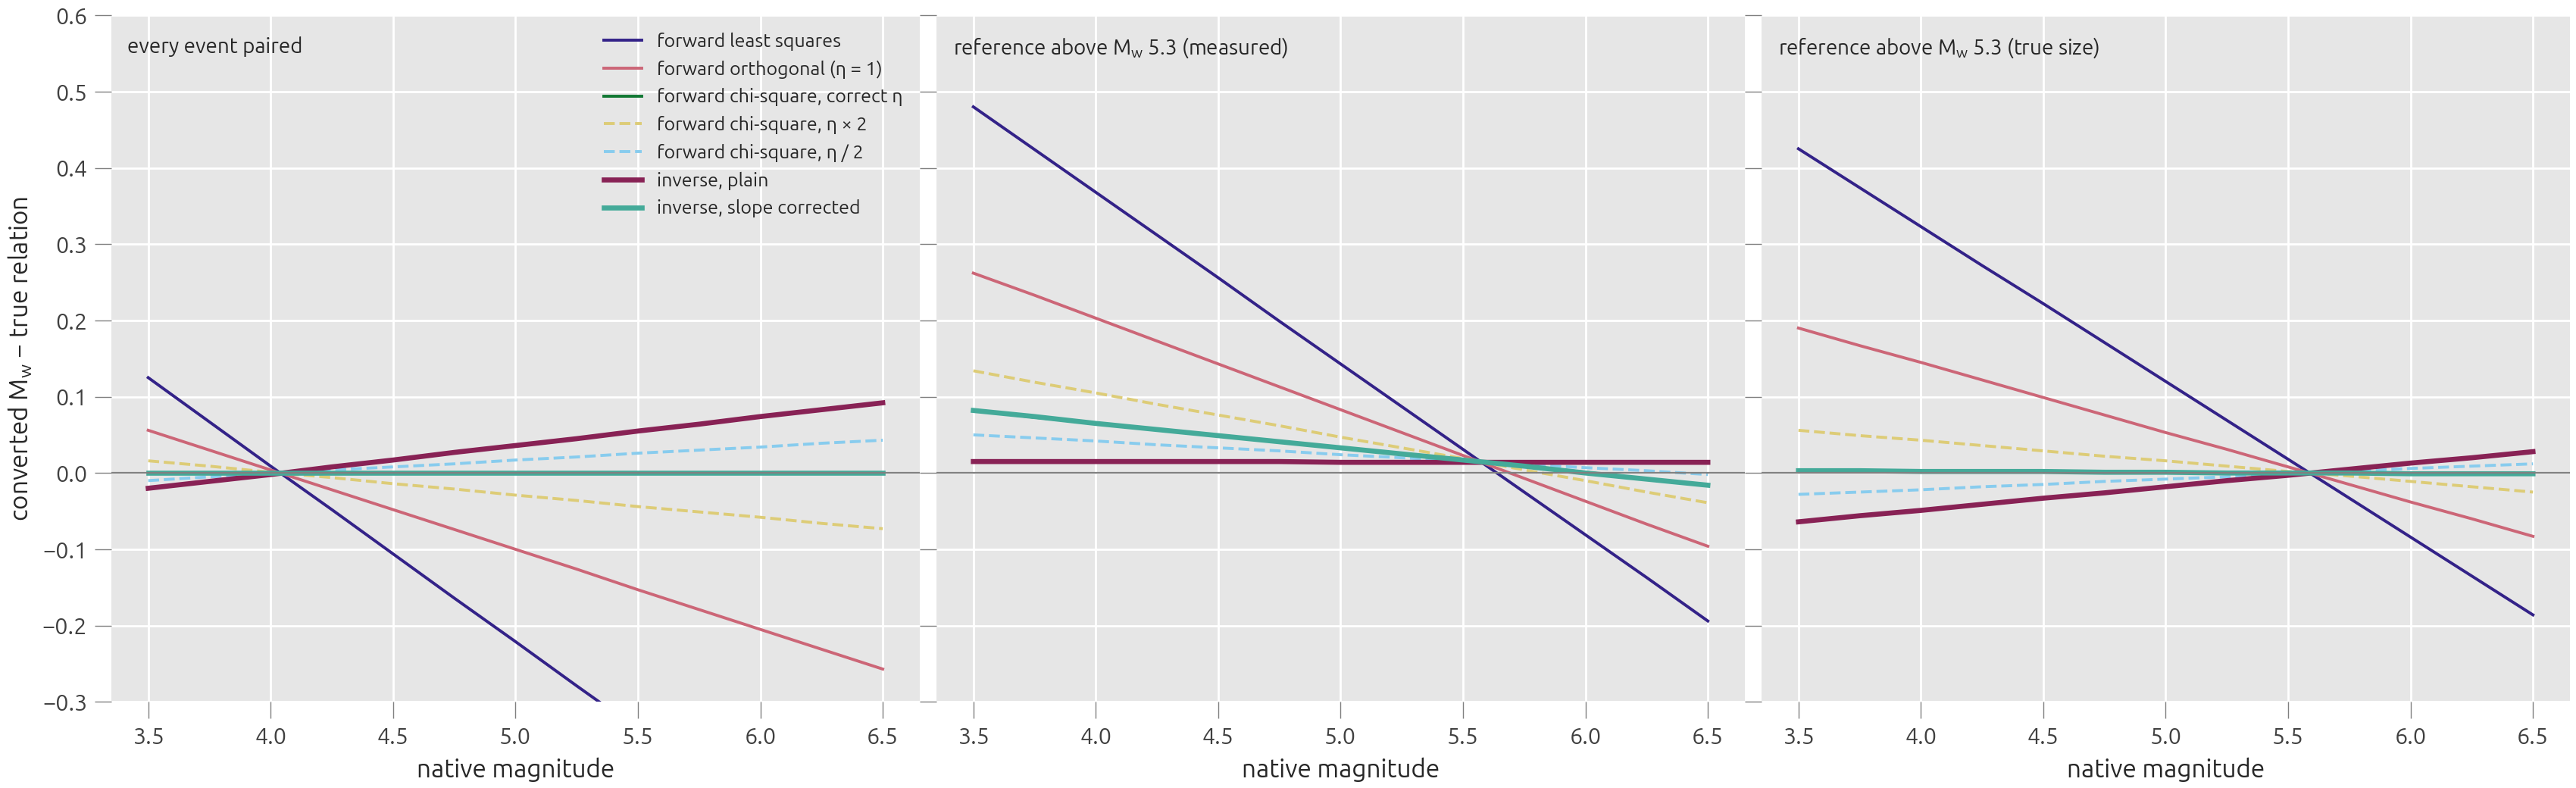 converted Mw − true relation
0.6
0.5
0.4
0.3
0.2
0.1
0.0
−0.1
−0.2
−0.3
every event paired
forward least squares
forward orthogonal (η = 1)
forward chi-square, correct η
forward chi-square, η × 2
forward chi-square, η / 2
inverse, plain
inverse, slope corrected
3.5 4.0 4.5 5.0 5.5 6.0 6.5
native magnitude
reference above Mw 5.3 (measured)
3.5 4.0 4.5 5.0 5.5 6.0 6.5
native magnitude
reference above Mw 5.3 (true size)
3.5 4.0 4.5 5.0 5.5 6.0 6.5
native magnitude